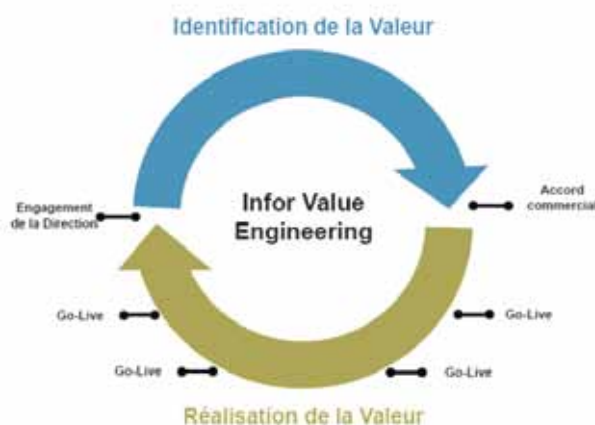 Identification de la Valeur
Engagement
de la Direction
Infor Value
Engineering
Accord
commercial
Go-Live
Go-Live
Go-Live
Go-Live
Réalisation de la Valeur